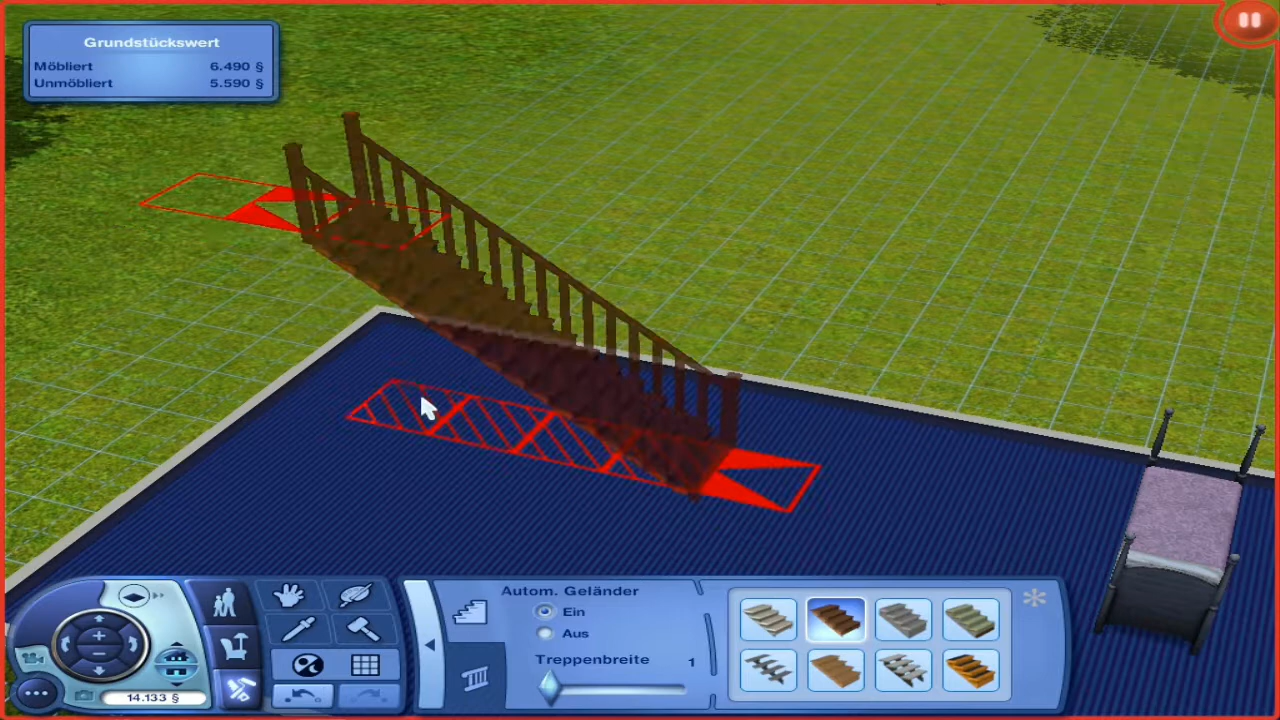 Grundstückswert
Möbliert 6.490 §
Unmöbliert 5.590 §
Autom. Geländer
Ein
Aus
Treppenbreite 1
14.133 §